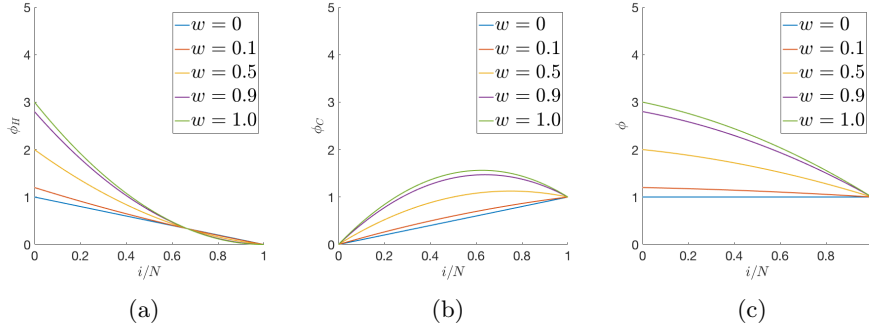 5
4
3
2
1
0
ϕ_H
0
0.2
0.4
0.6
0.8
1
i/N
w = 0
w = 0.1
w = 0.5
w = 0.9
w = 1.0
(a)
5
4
3
2
1
0
ϕ_C
0
0.2
0.4
0.6
0.8
1
i/N
w = 0
w = 0.1
w = 0.5
w = 0.9
w = 1.0
(b)
5
4
3
2
1
0
ϕ
0
0.2
0.4
0.6
0.8
i/N
w = 0
w = 0.1
w = 0.5
w = 0.9
w = 1.0
(c)